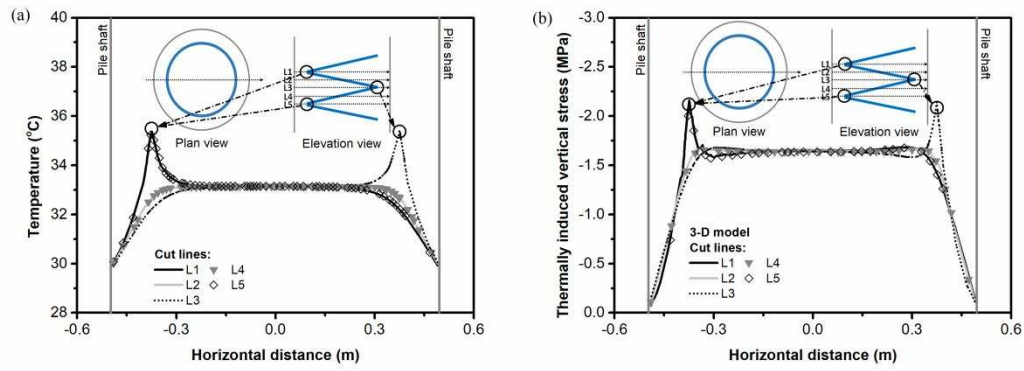 (a)
40
38
36
34
32
30
28
Temperature (°C)
Pile shaft
Pile shaft
L1
L2
L3
L4
L5
Plan view
Elevation view
Cut lines:
L1
L4
L2
L5
L3
-0.6
-0.3
0.0
0.3
0.6
Horizontal distance (m)
(b)
-3.0
-2.5
-2.0
-1.5
-1.0
-0.5
0.0
Thermally induced vertical stress (MPa)
Pile shaft
Pile shaft
L1
L2
L3
L4
L5
Plan view
Elevation view
3-D model
Cut lines:
L1
L4
L2
L5
L3
-0.6
-0.3
0.0
0.3
0.6
Horizontal distance (m)